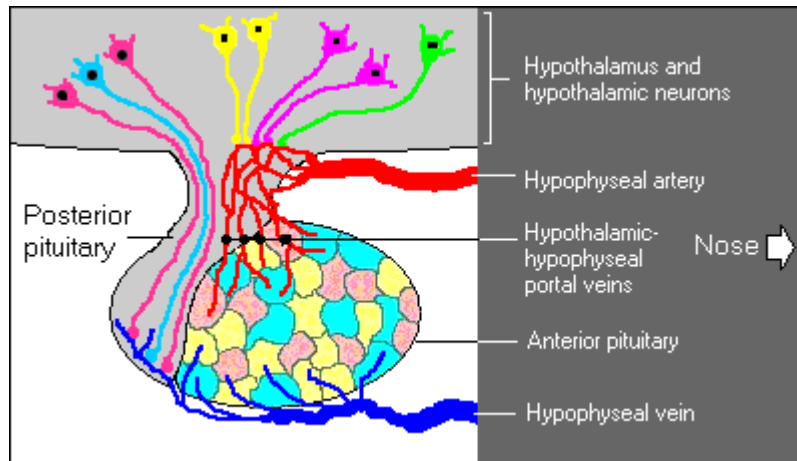 Hypothalamus and
hypothalamic neurons
Hypophyseal artery
Posterior
pituitary
Hypothalamic-
hypophyseal
portal veins
Nose
Anterior pituitary
Hypophyseal vein